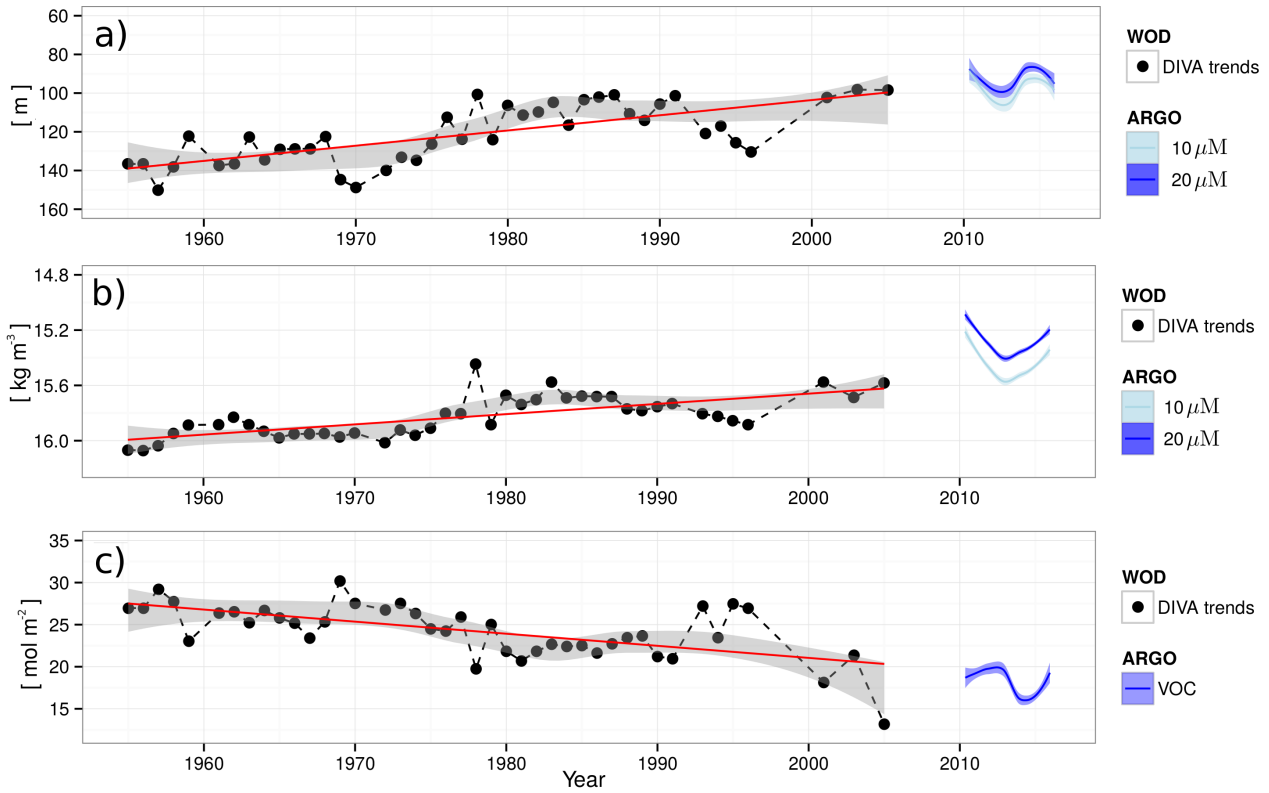 a)
[ m ]
60
80
100
120
140
160
1960 1970 1980 1990 2000 2010
WOD
DIVA trends
ARGO
10 μM
20 μM
b)
[ kg m⁻³ ]
14.8
15.2
15.6
16.0
1960 1970 1980 1990 2000 2010
WOD
DIVA trends
ARGO
10 μM
20 μM
c)
[ mol m⁻² ]
35
30
25
20
15
1960 1970 1980 1990 2000 2010
Year
WOD
DIVA trends
ARGO
VOC